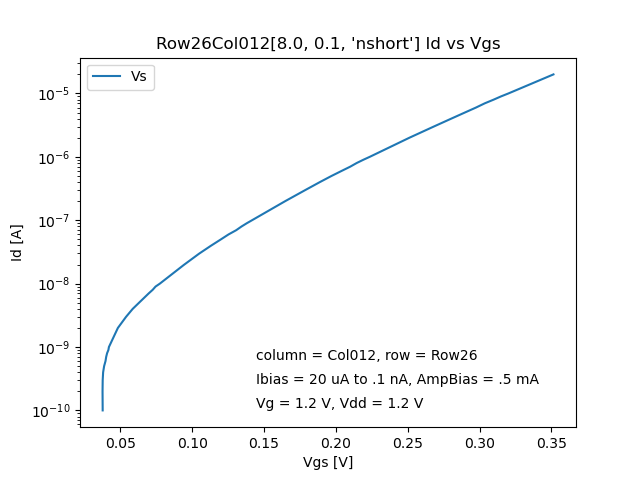 Row26Col012[8.0, 0.1, 'nshort'] Id vs Vgs
Vs
Id [A]
10⁻⁵
10⁻⁶
10⁻⁷
10⁻⁸
10⁻⁹
10⁻¹⁰
column = Col012, row = Row26
Ibias = 20 uA to .1 nA, AmpBias = .5 mA
Vg = 1.2 V, Vdd = 1.2 V
0.05 0.10 0.15 0.20 0.25 0.30 0.35
Vgs [V]